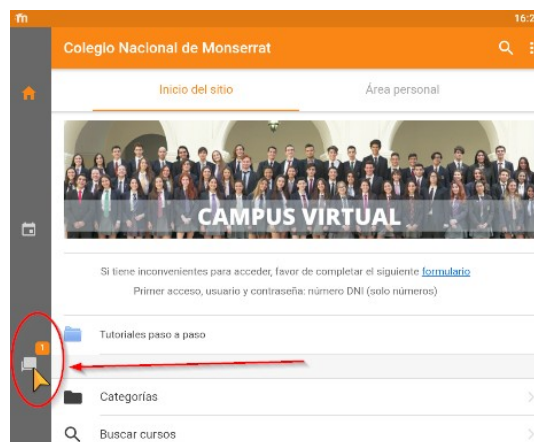 16:2
Colegio Nacional de Monserrat
Inicio del sitio
Área personal
CAMPUS VIRTUAL
Si tiene inconvenientes para acceder, favor de completar el siguiente formulario
Primer acceso, usuario y contraseña: número DNI (solo números)
Tutoriales paso a paso
1
Categorías
Buscar cursos